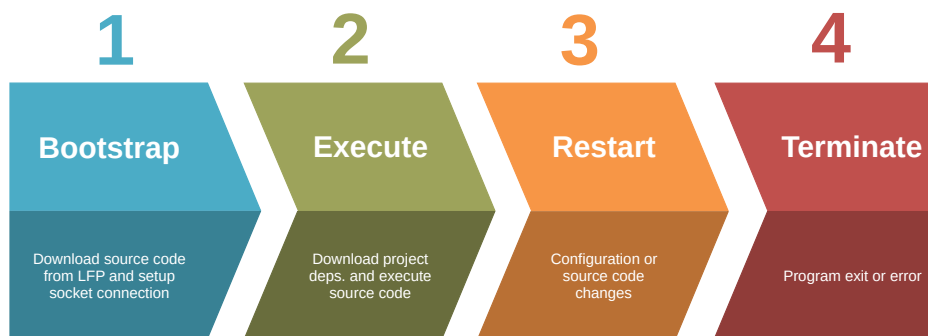 1
Bootstrap
Download source code
from LFP and setup
socket connection
2
Execute
Download project
deps. and execute
source code
3
Restart
Configuration or
source code
changes
4
Terminate
Program exit or error